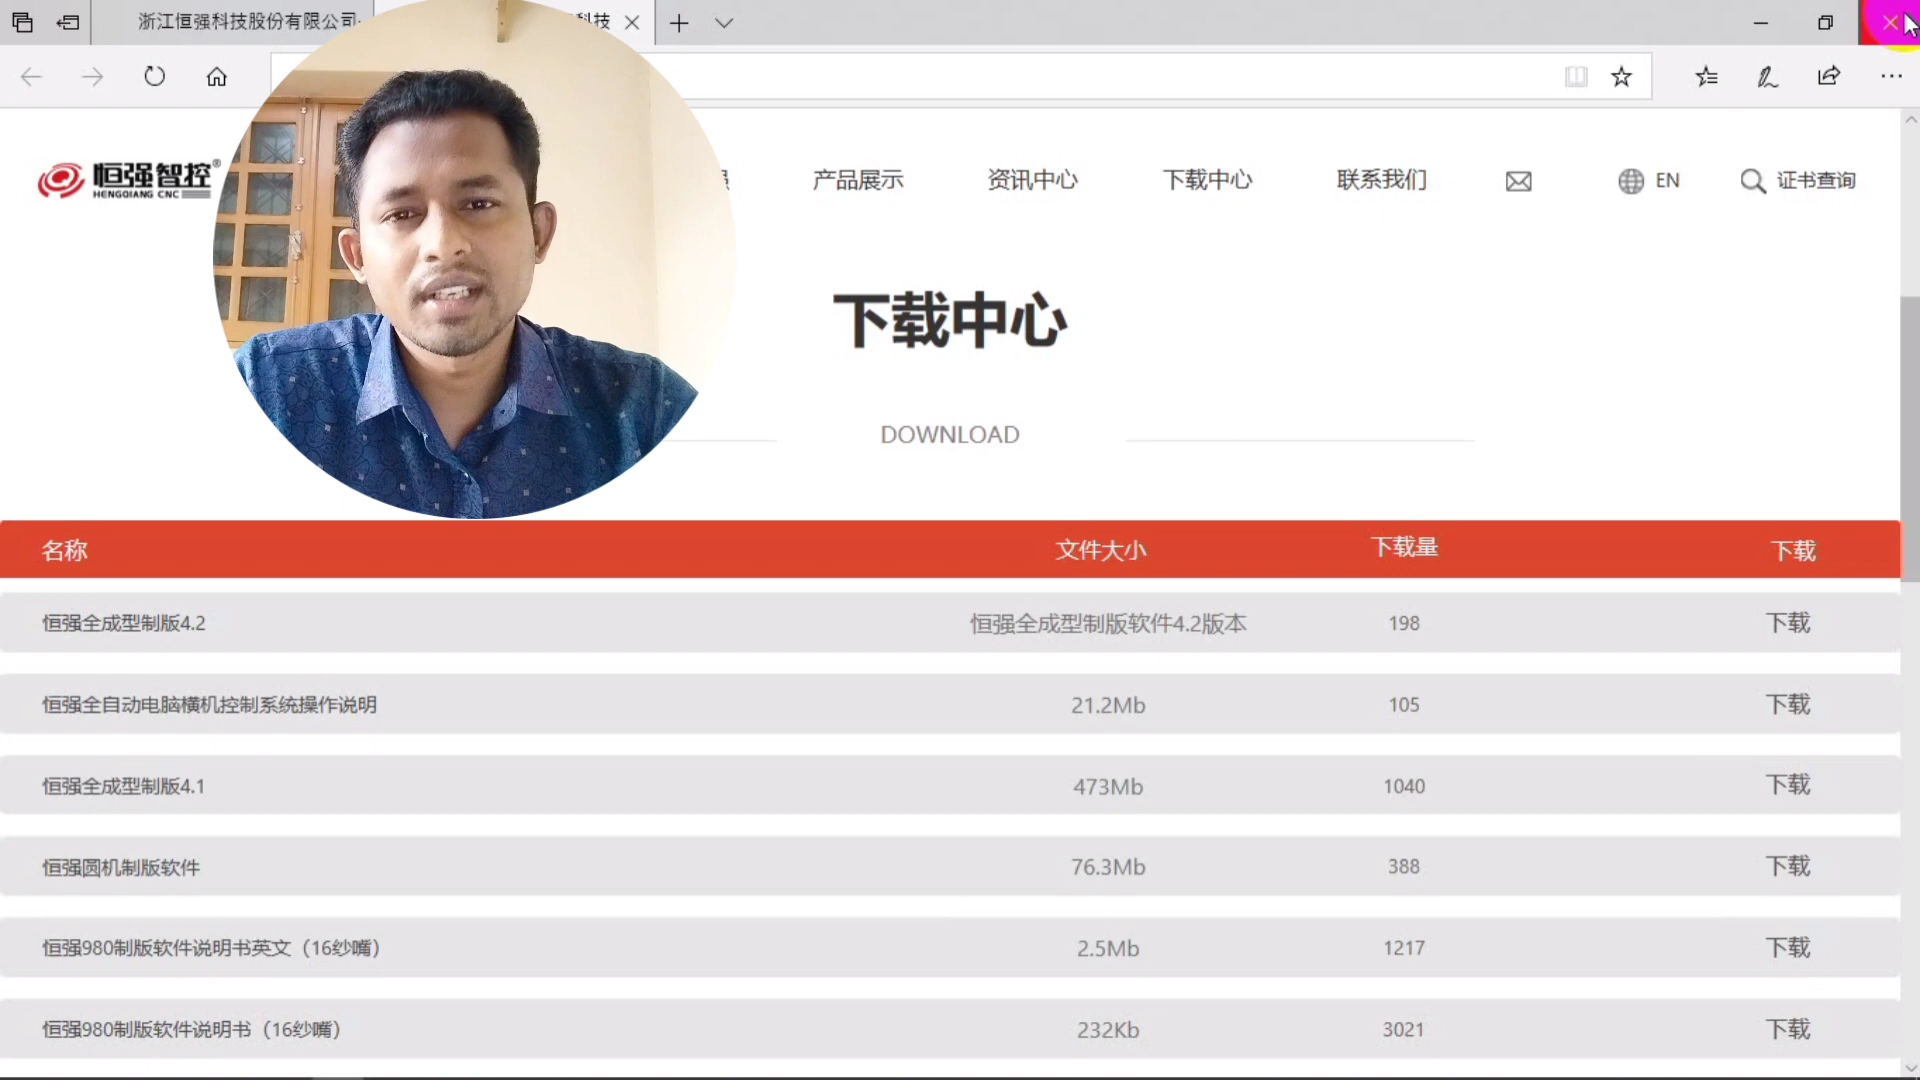 浙江恒强科技股份有限公司-
科技
恒强智控®
HENGQIANG CNC
产品展示
资讯中心
下载中心
联系我们
EN
证书查询
下载中心
DOWNLOAD
名称 文件大小 下载量 下载
恒强全成型制版4.2 恒强全成型制版软件4.2版本 198 下载
恒强全自动电脑横机控制系统操作说明 21.2Mb 105 下载
恒强全成型制版4.1 473Mb 1040 下载
恒强圆机制版软件 76.3Mb 388 下载
恒强980制版软件说明书英文（16纱嘴） 2.5Mb 1217 下载
恒强980制版软件说明书（16纱嘴） 232Kb 3021 下载